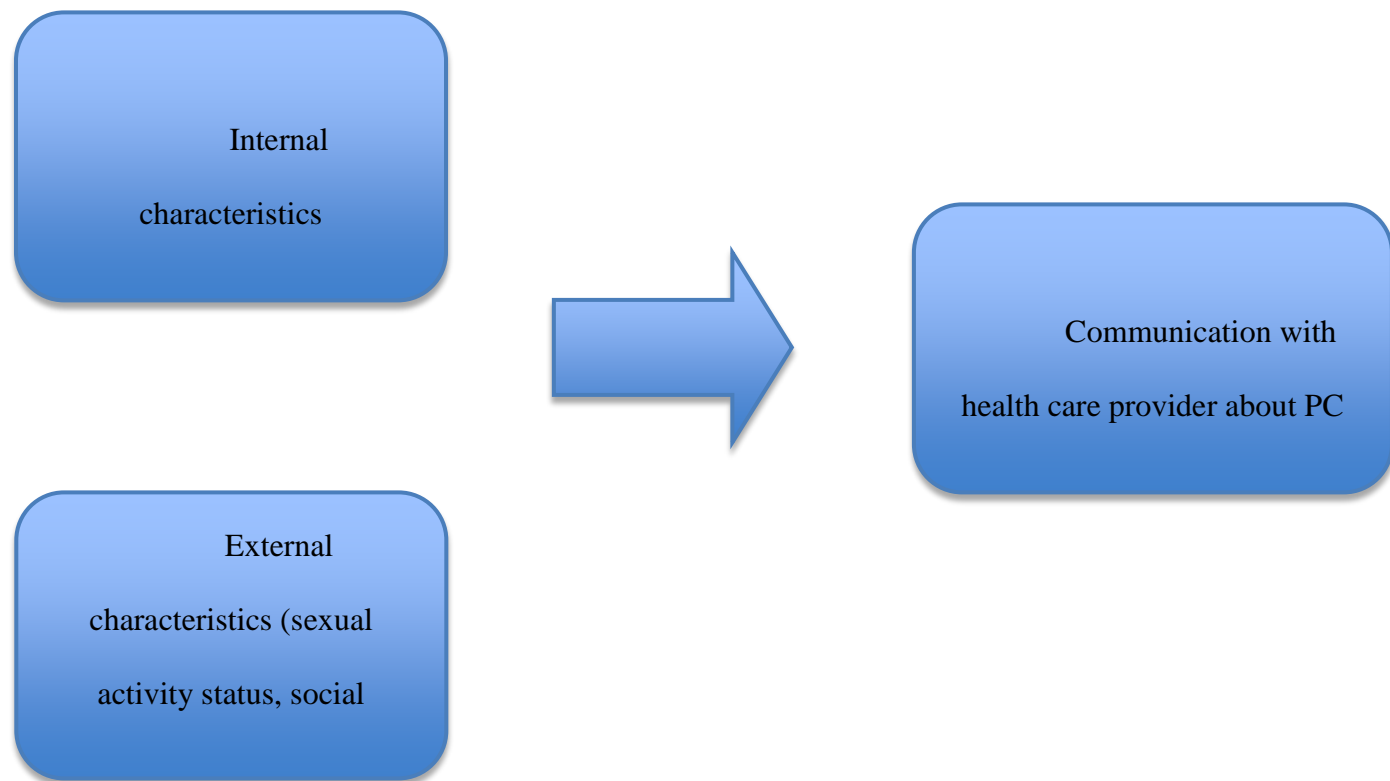 Internal
characteristics
Communication with
health care provider about PC
External
characteristics (sexual
activity status, social